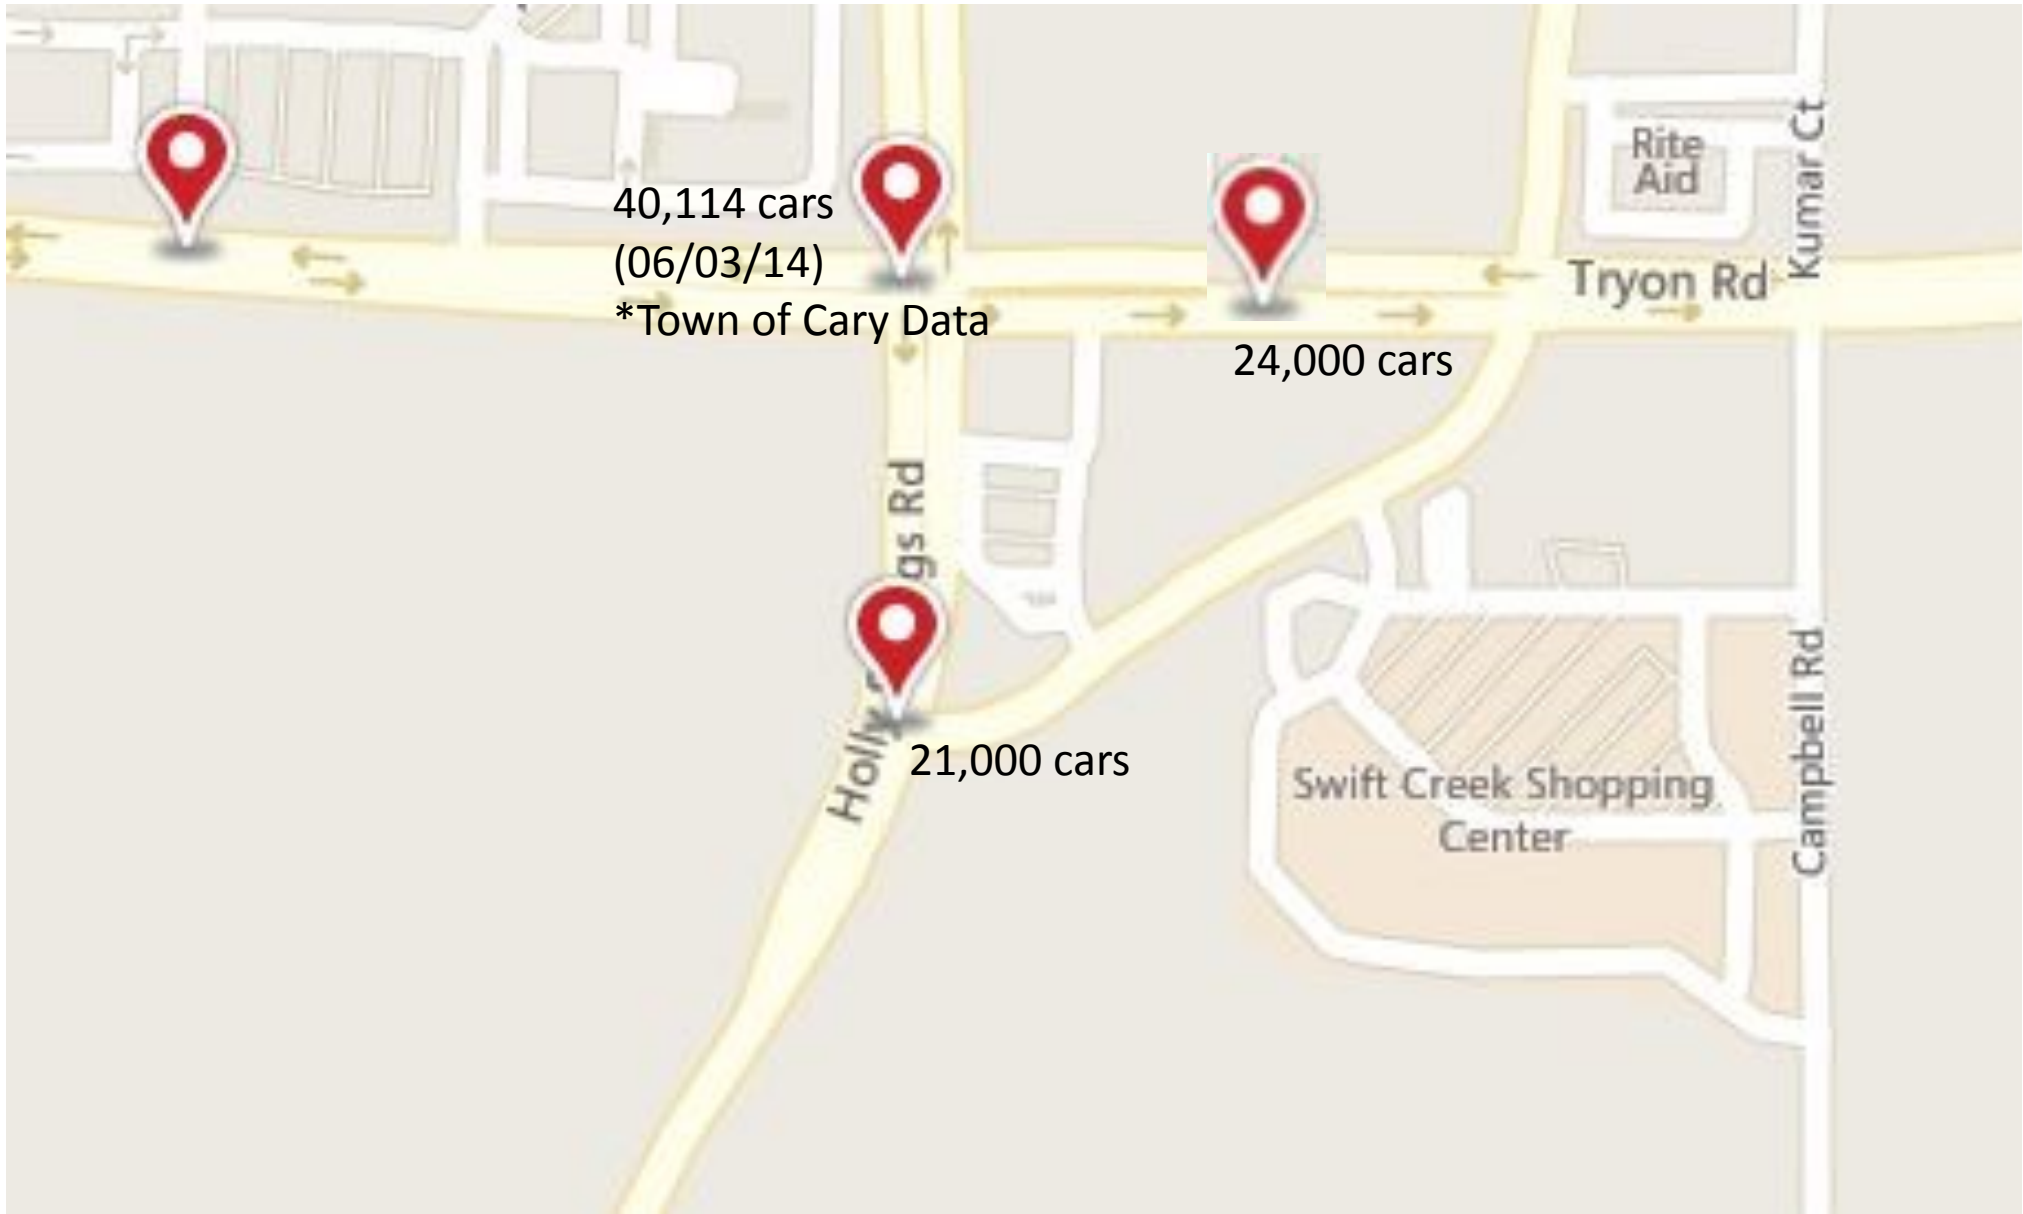 Rite
Aid
Kumar Ct
40,114 cars
(06/03/14)
*Town of Cary Data
Tryon Rd
24,000 cars
gs Rd
Holly
21,000 cars
Swift Creek Shopping
Center
Campbell Rd